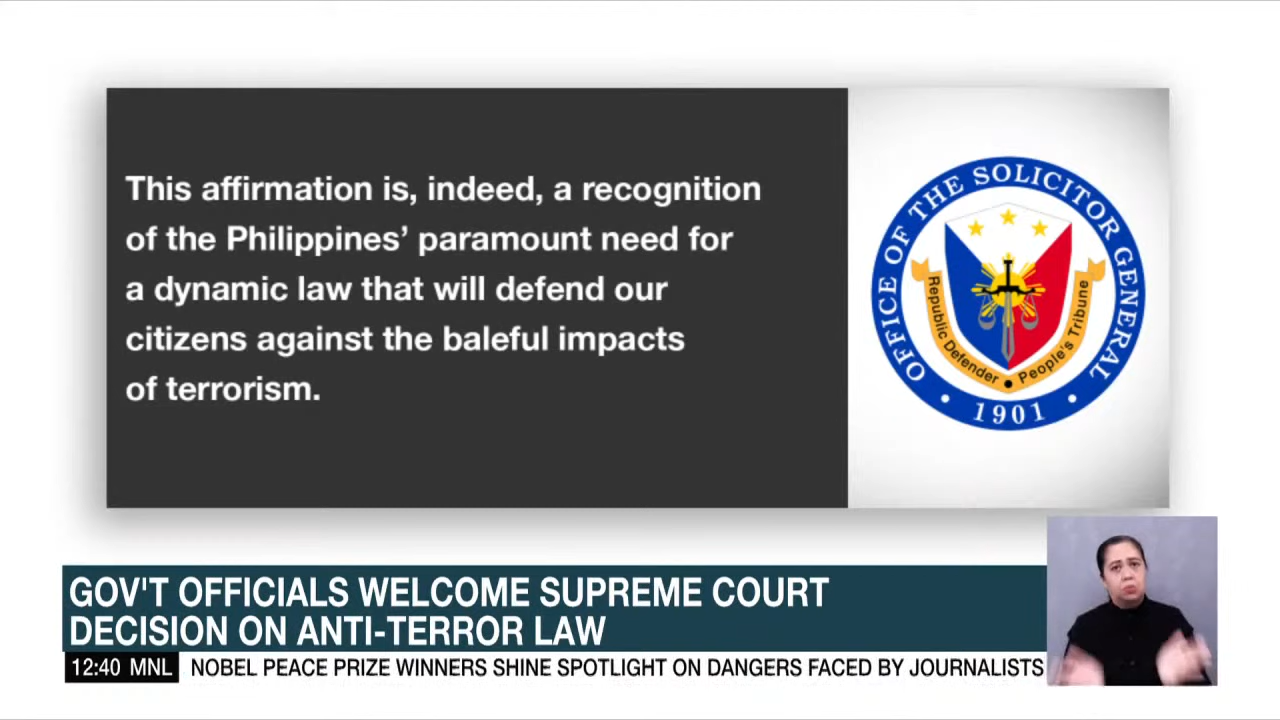 This affirmation is, indeed, a recognition
of the Philippines’ paramount need for
a dynamic law that will defend our
citizens against the baleful impacts
of terrorism.
OFFICE OF THE SOLICITOR GENERAL
Republic Defender • People's Tribune
• 1901 •
GOV'T OFFICIALS WELCOME SUPREME COURT
DECISION ON ANTI-TERROR LAW
12:40 MNL NOBEL PEACE PRIZE WINNERS SHINE SPOTLIGHT ON DANGERS FACED BY JOURNALISTS